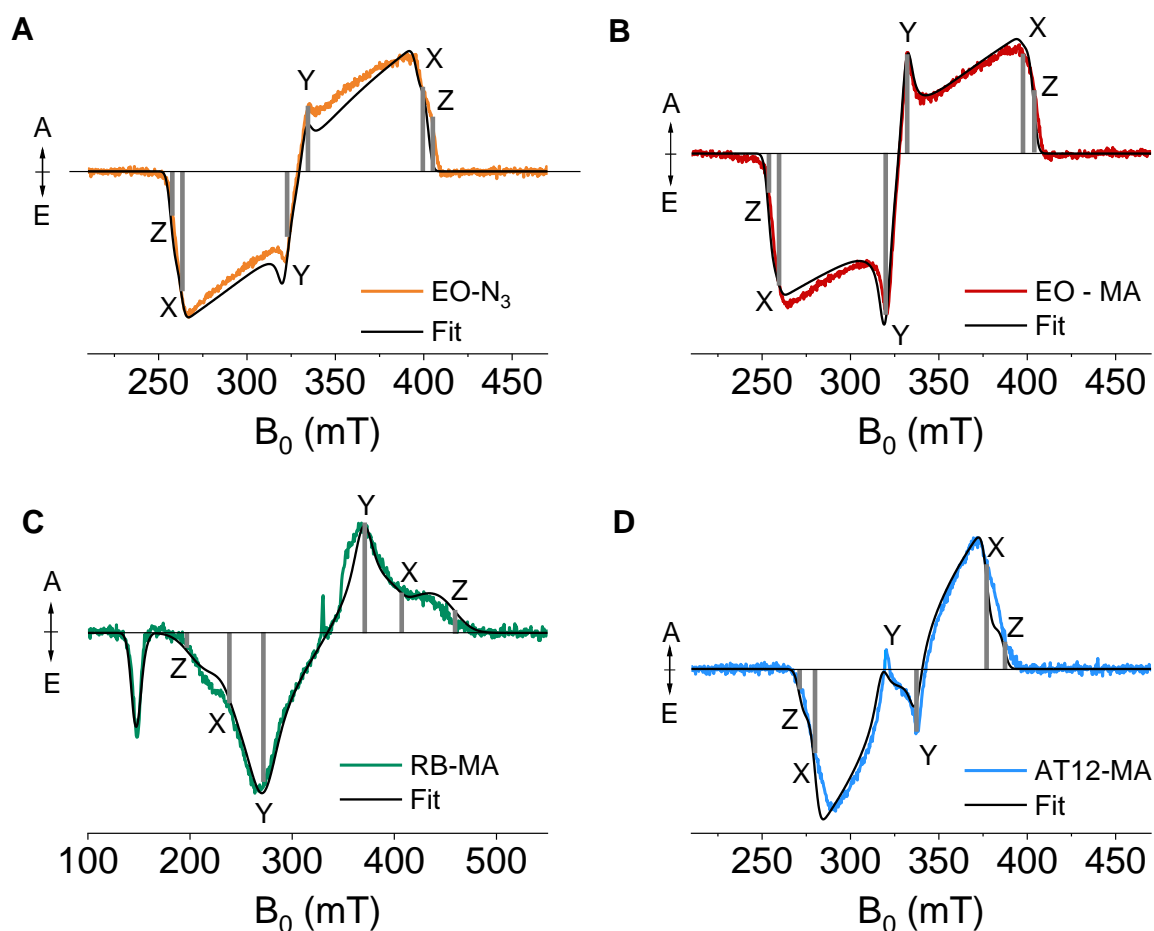 A
A
E
Z
X
Y
Y
X
Z
EO-N3
Fit
250 300 350 400 450
B0 (mT)
B
A
E
Z
X
Y
Y
X
Z
EO - MA
Fit
250 300 350 400 450
B0 (mT)
C
A
E
Z
X
Y
Y
X
Z
RB-MA
Fit
100 200 300 400 500
B0 (mT)
D
A
E
Z
X
Y
Y
X
Z
AT12-MA
Fit
250 300 350 400 450
B0 (mT)